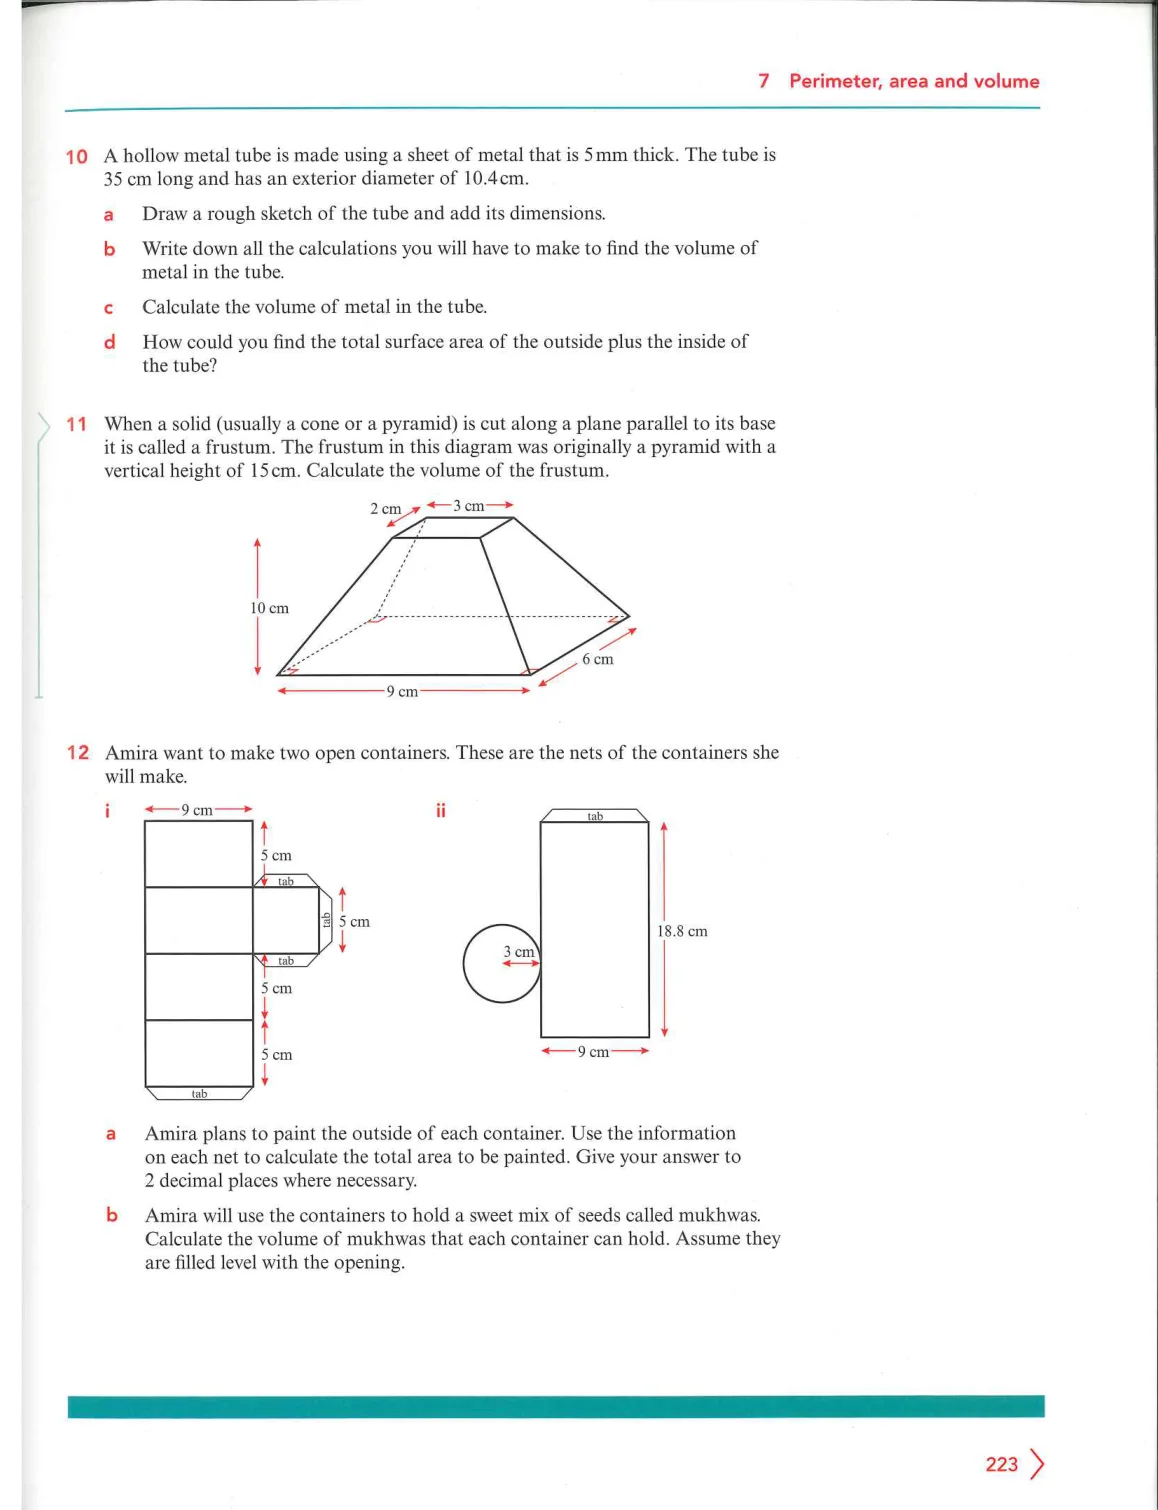 7 Perimeter, area and volume
10 A hollow metal tube is made using a sheet of metal that is 5 mm thick. The tube is
35 cm long and has an exterior diameter of 10.4 cm.
a Draw a rough sketch of the tube and add its dimensions.
b Write down all the calculations you will have to make to find the volume of
metal in the tube.
c Calculate the volume of metal in the tube.
d How could you find the total surface area of the outside plus the inside of
the tube?
11 When a solid (usually a cone or a pyramid) is cut along a plane parallel to its base
it is called a frustum. The frustum in this diagram was originally a pyramid with a
vertical height of 15 cm. Calculate the volume of the frustum.
2 cm 3 cm
10 cm
6 cm
9 cm
12 Amira want to make two open containers. These are the nets of the containers she
will make.
i 9 cm
5 cm
tab
tab
5 cm
tab
5 cm
5 cm
tab
ii
tab
18.8 cm
3 cm
9 cm
a Amira plans to paint the outside of each container. Use the information
on each net to calculate the total area to be painted. Give your answer to
2 decimal places where necessary.
b Amira will use the containers to hold a sweet mix of seeds called mukhwas.
Calculate the volume of mukhwas that each container can hold. Assume they
are filled level with the opening.
223